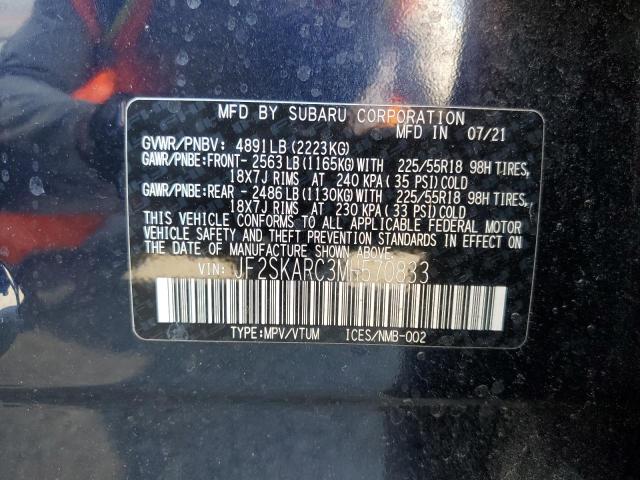 MFD BY SUBARU CORPORATION
MFD IN 07/21
GVWR/PNBV: 4891LB (2223KG)
GAWR/PNBE:FRONT- 2563 LB (1165KG) WITH 225/55R18 98H TIRES,
18X7J RIMS AT 240 KPA (35 PSI) COLD
GAWR/PNBE:REAR - 2486 LB (1130KG) WITH 225/55R18 98H TIRES,
18X7J RIMS AT 230 KPA (33 PSI) COLD
THIS VEHICLE CONFORMS TO ALL APPLICABLE FEDERAL MOTOR
VEHICLE SAFETY AND THEFT PREVENTION STANDARDS IN EFFECT ON
THE DATE OF MANUFACTURE SHOWN ABOVE.
VIN: JF2SKARC3MH570833
TYPE:MPV/VTUM ICES/NMB-002